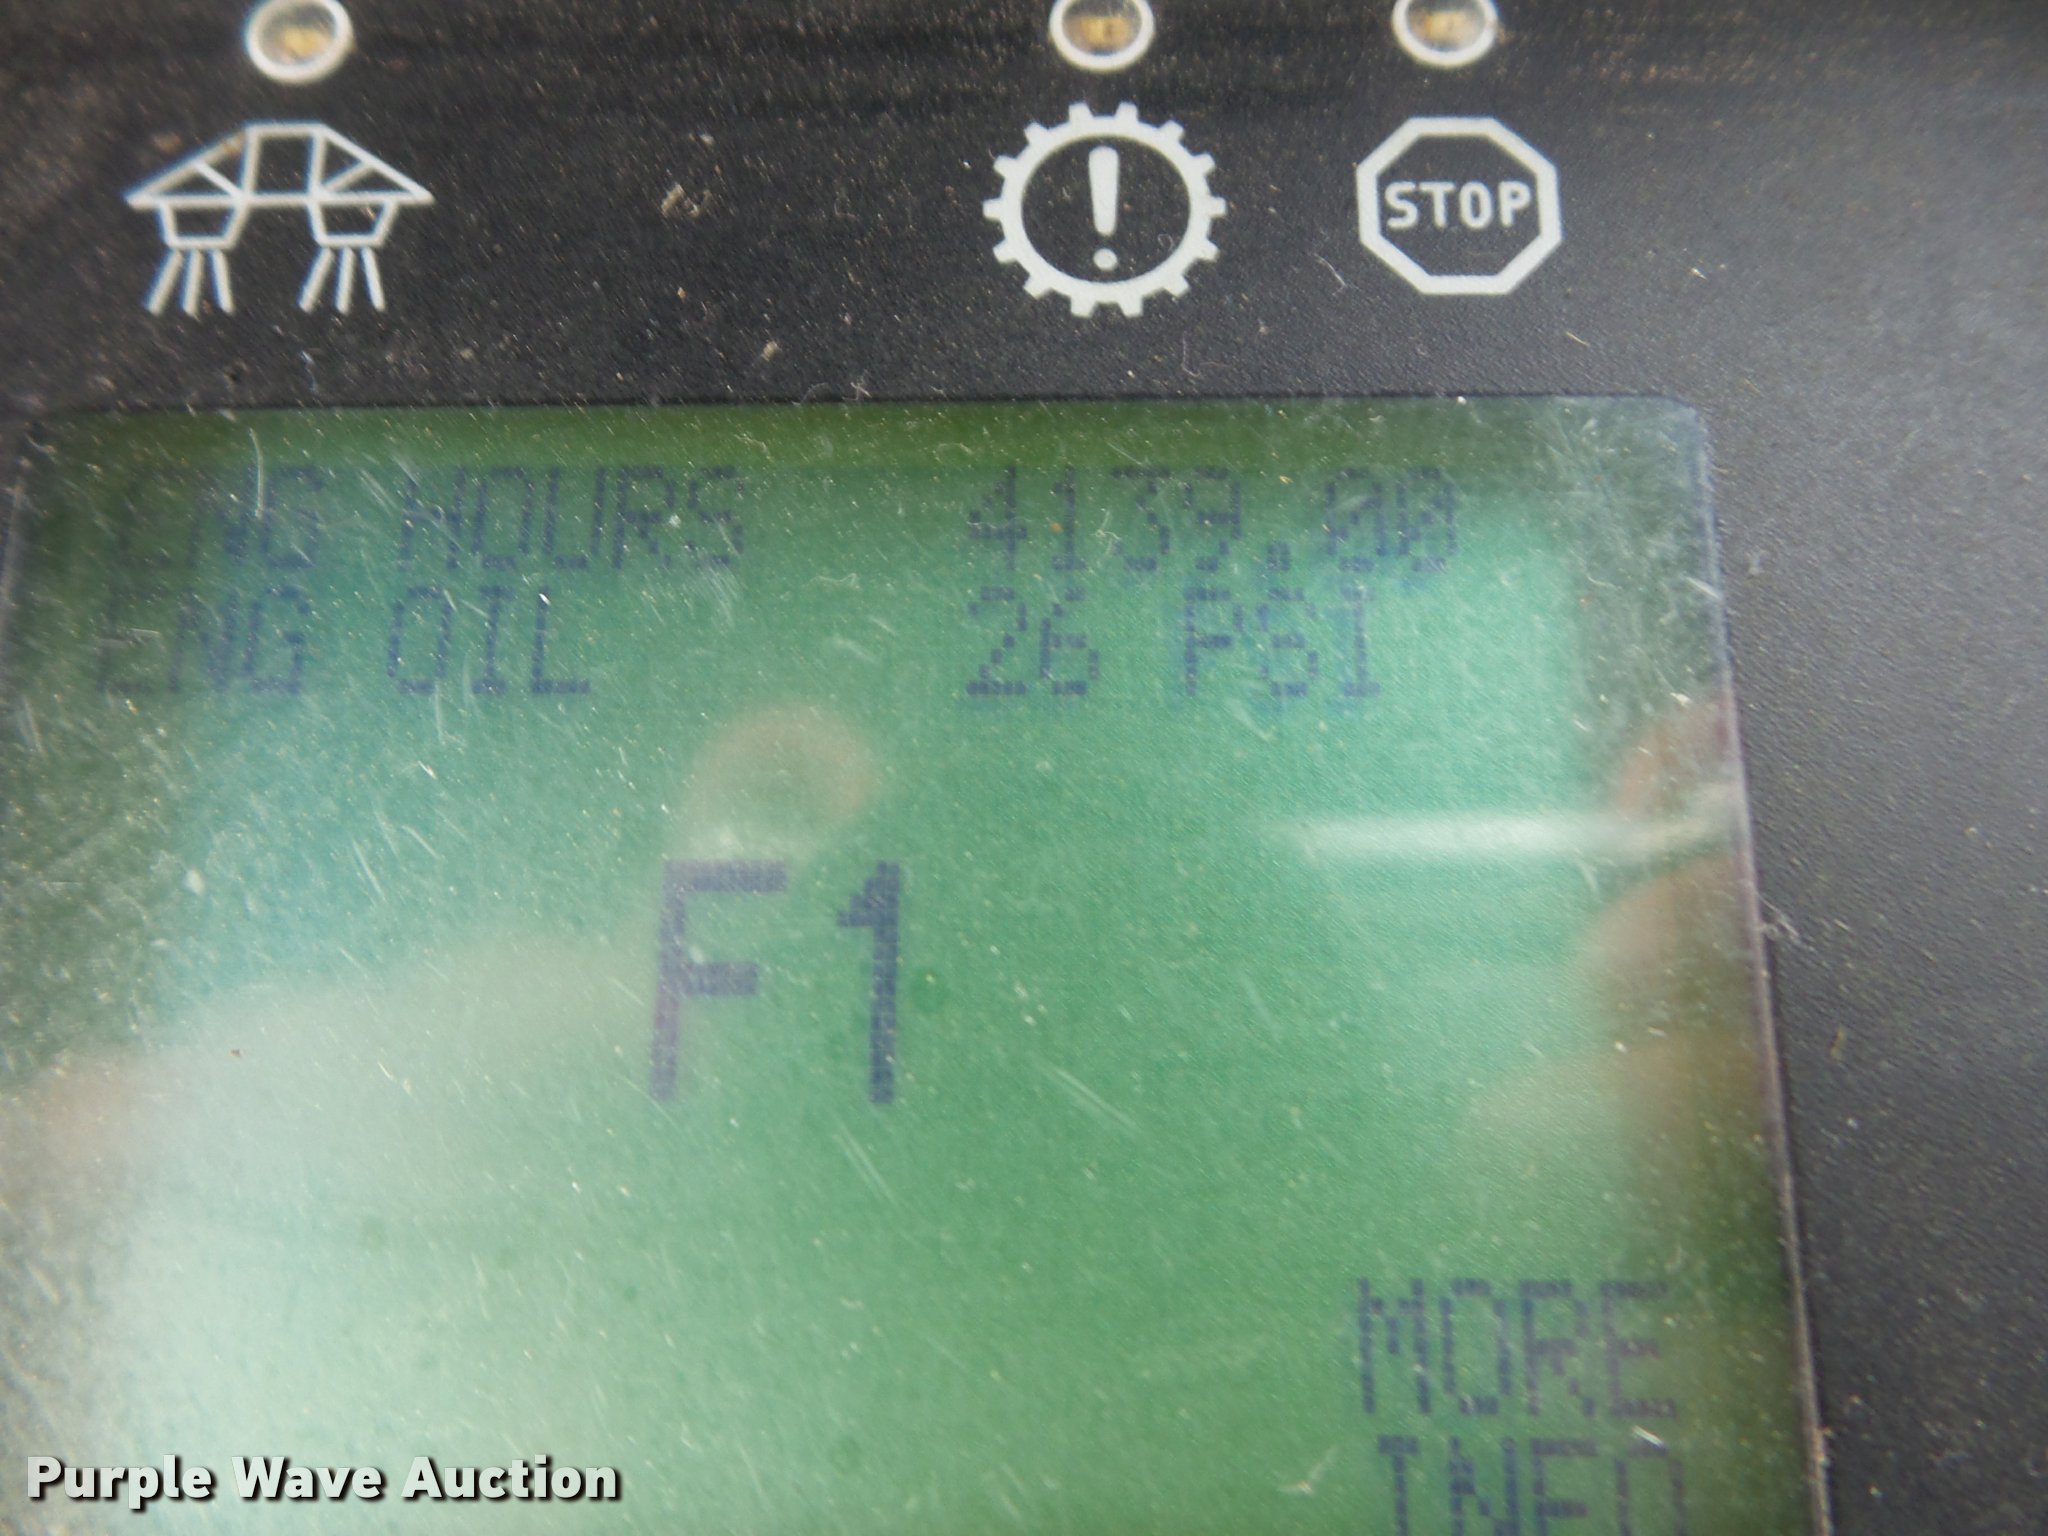 STOP
ENG HOURS 4139.00
ENG OIL 26 PSI
F1
MORE
INFO
Purple Wave Auction